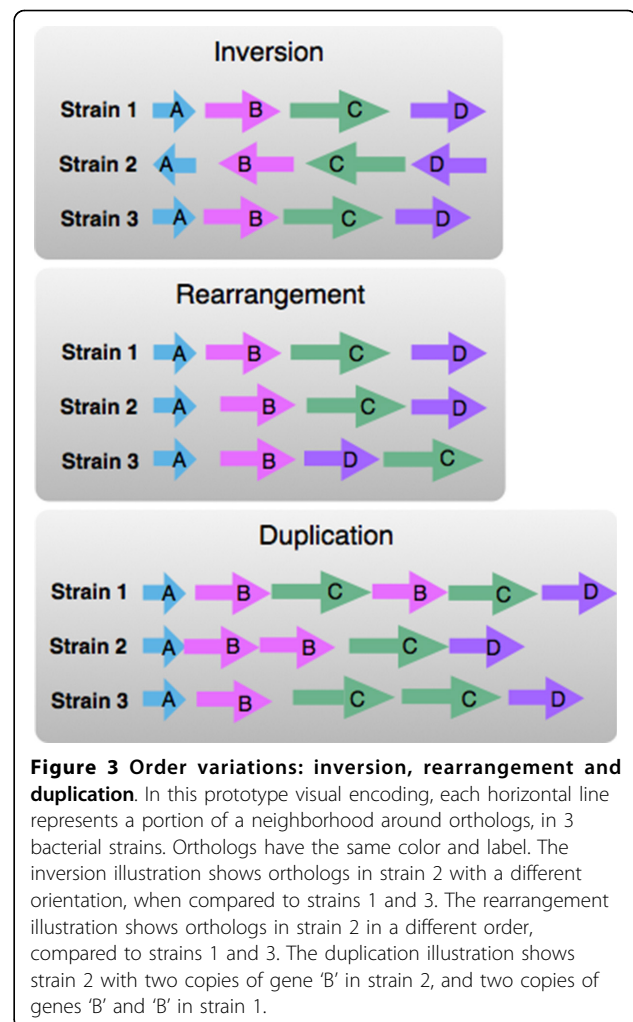 Inversion
Strain 1 A B C D
Strain 2 A B C D
Strain 3 A B C D
Rearrangement
Strain 1 A B C D
Strain 2 A B C D
Strain 3 A B D C
Duplication
Strain 1 A B C B C D
Strain 2 A B B C D
Strain 3 A B C C D
Figure 3 Order variations: inversion, rearrangement and
duplication. In this prototype visual encoding, each horizontal line
represents a portion of a neighborhood around orthologs, in 3
bacterial strains. Orthologs have the same color and label. The
inversion illustration shows orthologs in strain 2 with a different
orientation, when compared to strains 1 and 3. The rearrangement
illustration shows orthologs in strain 2 in a different order,
compared to strains 1 and 3. The duplication illustration shows
strain 2 with two copies of gene ‘B’ in strain 2, and two copies of
genes ‘B’ and ‘B’ in strain 1.